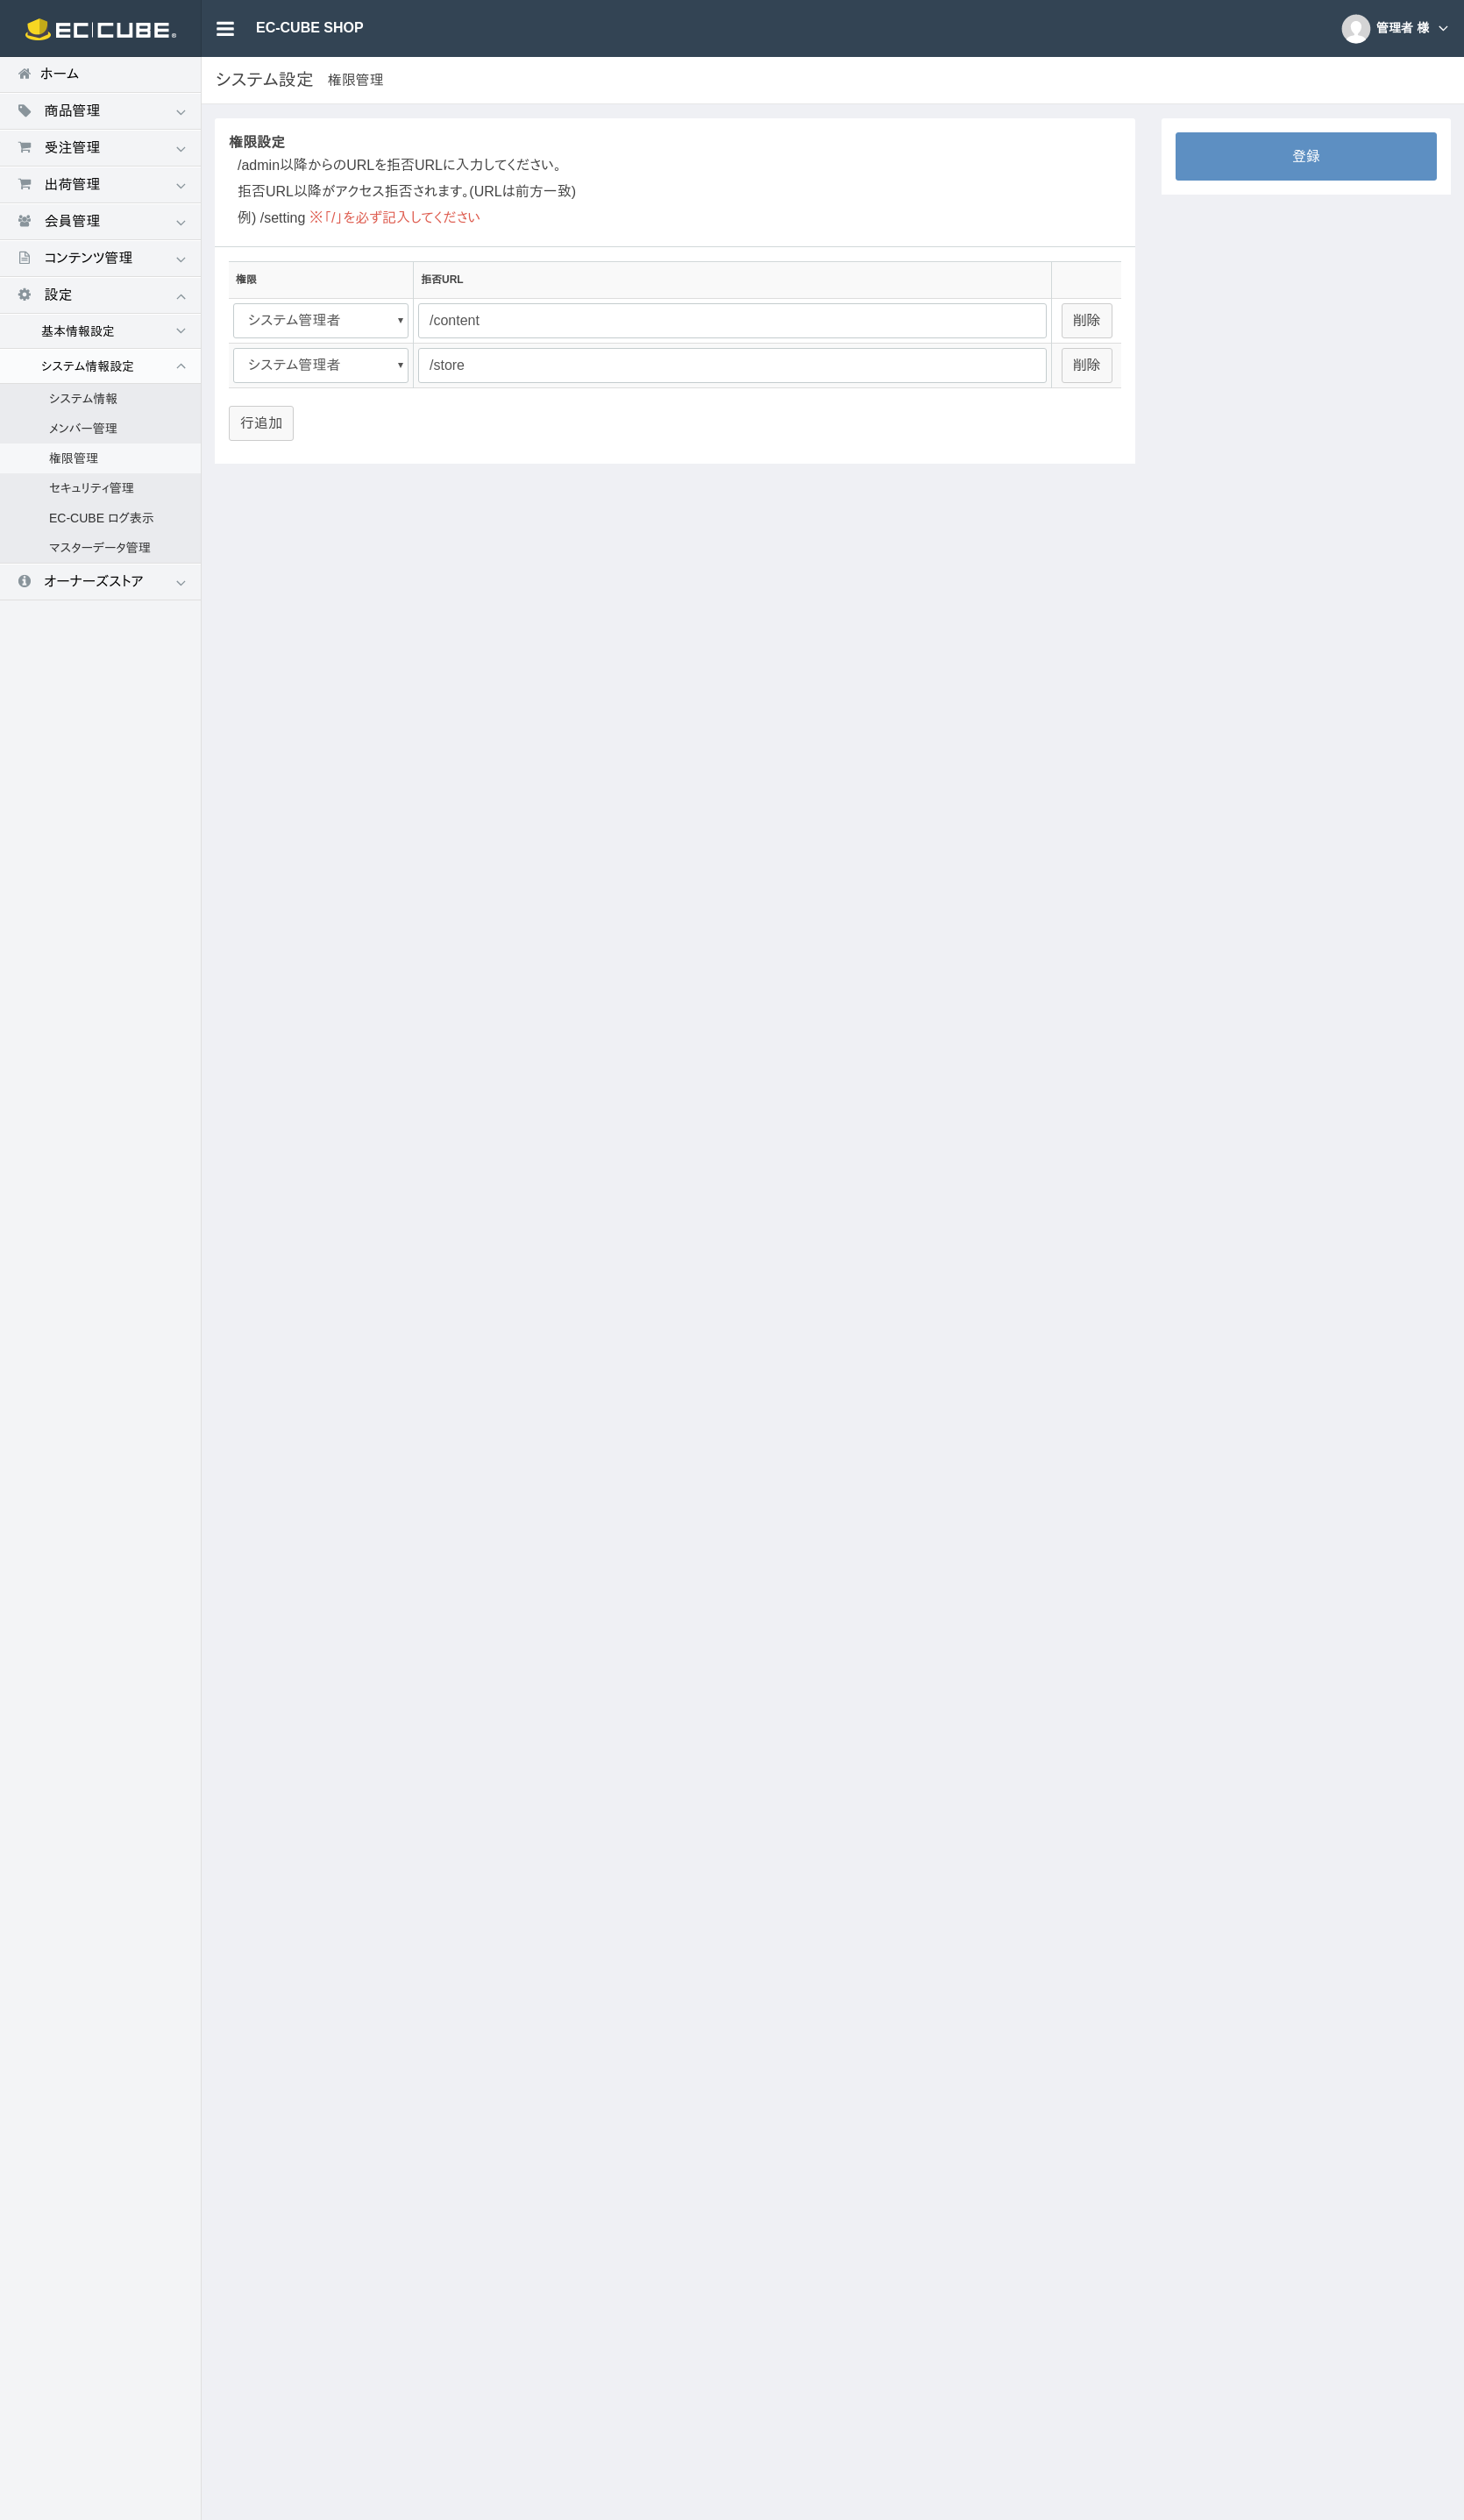 EC CUBE®
EC-CUBE SHOP
管理者 様
ホーム
商品管理
受注管理
出荷管理
会員管理
コンテンツ管理
設定
基本情報設定
システム情報設定
システム情報
メンバー管理
権限管理
セキュリティ管理
EC-CUBE ログ表示
マスターデータ管理
オーナーズストア
システム設定 権限管理
権限設定
/admin以降からのURLを拒否URLに入力してください。
拒否URL以降がアクセス拒否されます。(URLは前方一致)
例) /setting ※「/」を必ず記入してください
権限 拒否URL
システム管理者 /content 削除
システム管理者 /store 削除
行追加
登録